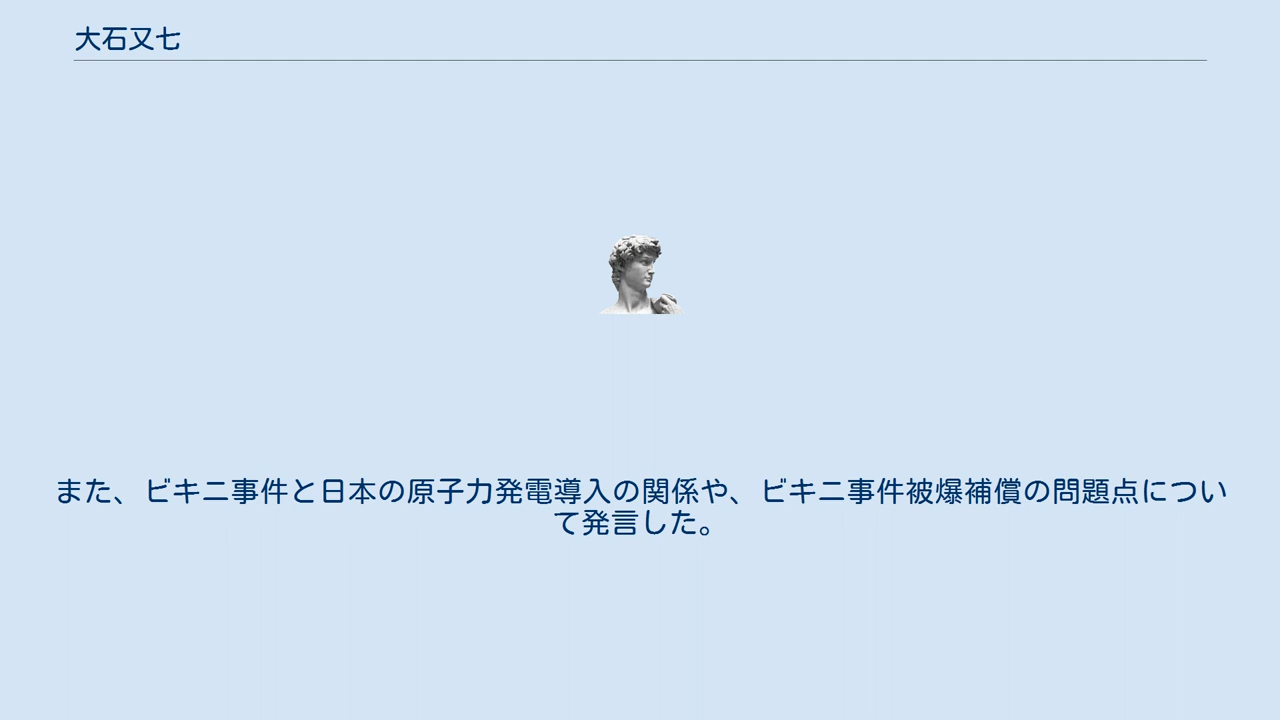 大石又七
また、ビキニ事件と日本の原子力発電導入の関係や、ビキニ事件被爆補償の問題点につい
て発言した。